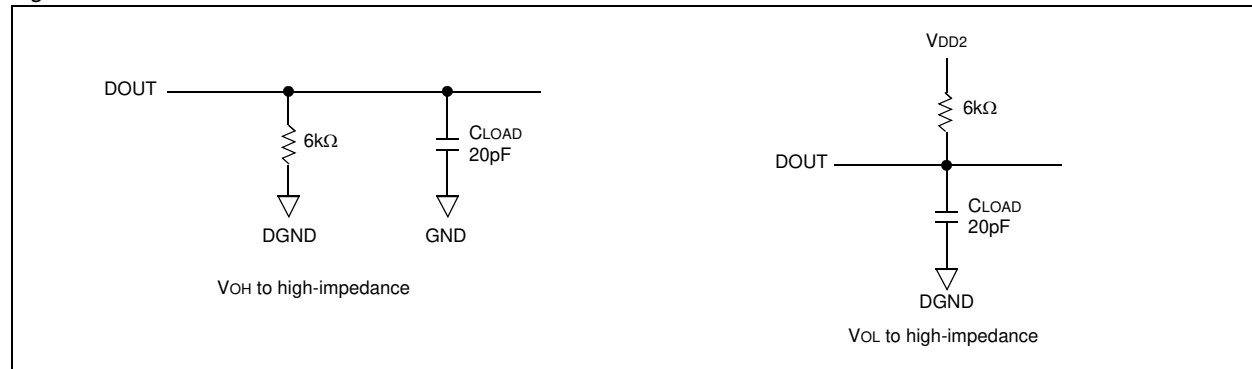 DOUT
6kΩ
CLOAD
20pF
DGND
GND
VOH to high-impedance
VDD2
6kΩ
DOUT
CLOAD
20pF
DGND
VOL to high-impedance